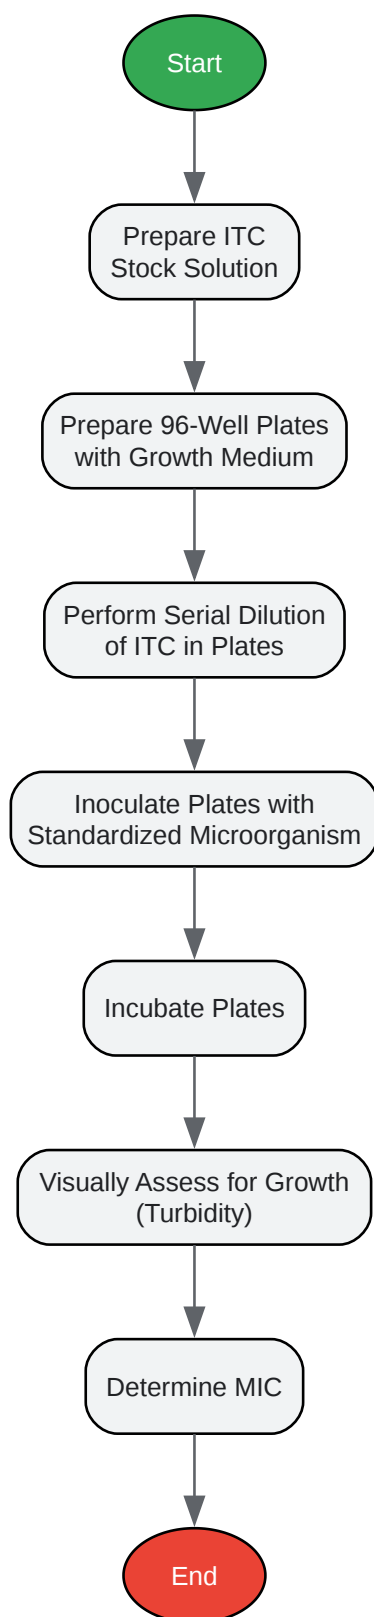 Start
Prepare ITC
Stock Solution
Prepare 96-Well Plates
with Growth Medium
Perform Serial Dilution
of ITC in Plates
Inoculate Plates with
Standardized Microorganism
Incubate Plates
Visually Assess for Growth
(Turbidity)
Determine MIC
End